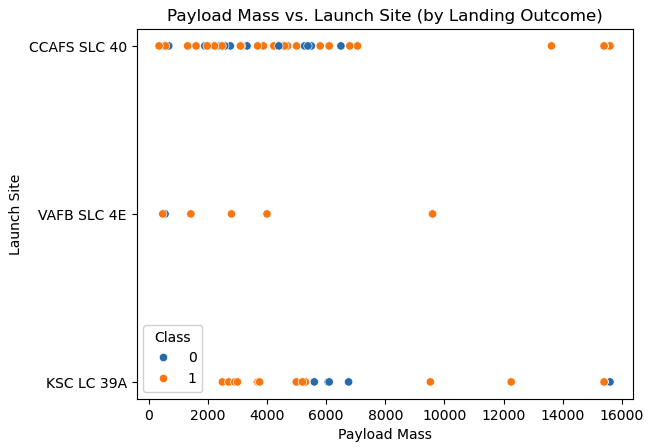 Payload Mass vs. Launch Site (by Landing Outcome)
CCAFS SLC 40
VAFB SLC 4E
KSC LC 39A
Launch Site
Class
0
1
0 2000 4000 6000 8000 10000 12000 14000 16000
Payload Mass